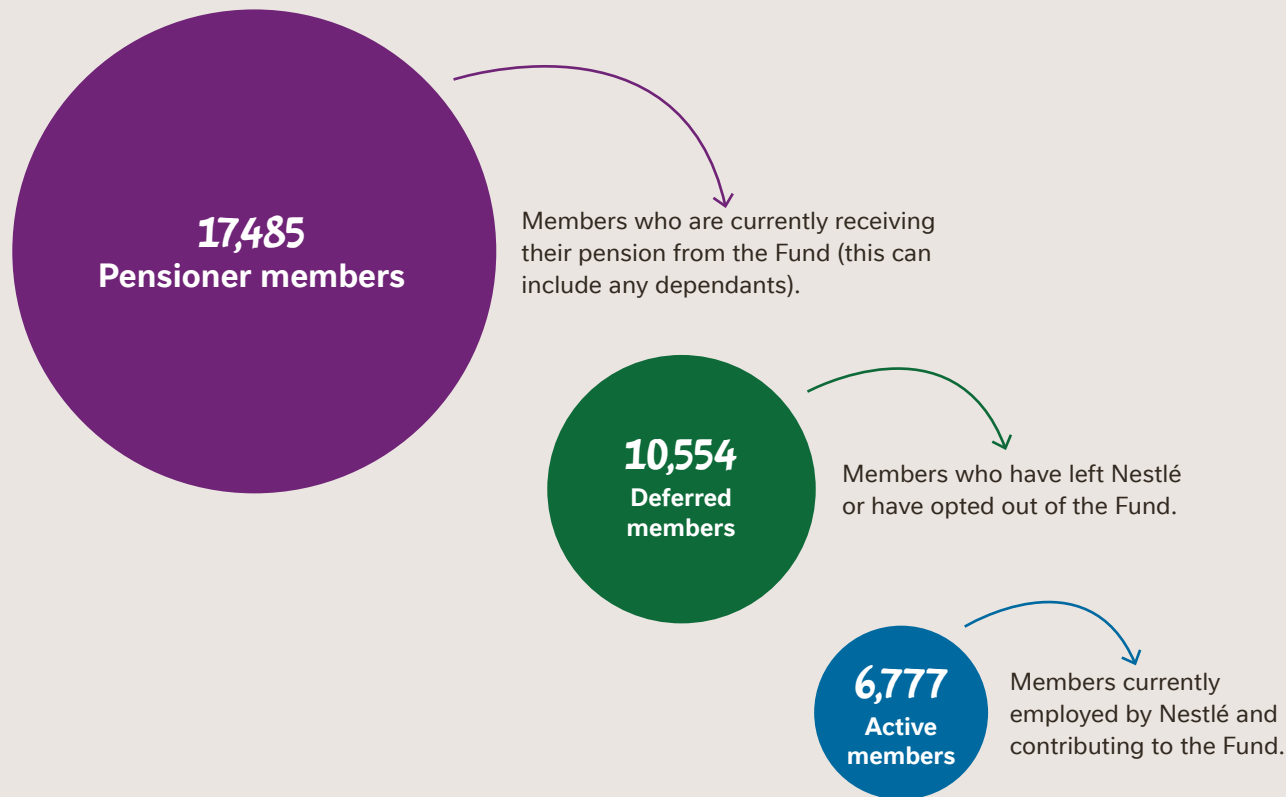 17,485
Pensioner members
Members who are currently receiving
their pension from the Fund (this can
include any dependants).
10,554
Deferred
members
Members who have left Nestlé
or have opted out of the Fund.
6,777
Active
members
Members currently
employed by Nestlé and
contributing to the Fund.